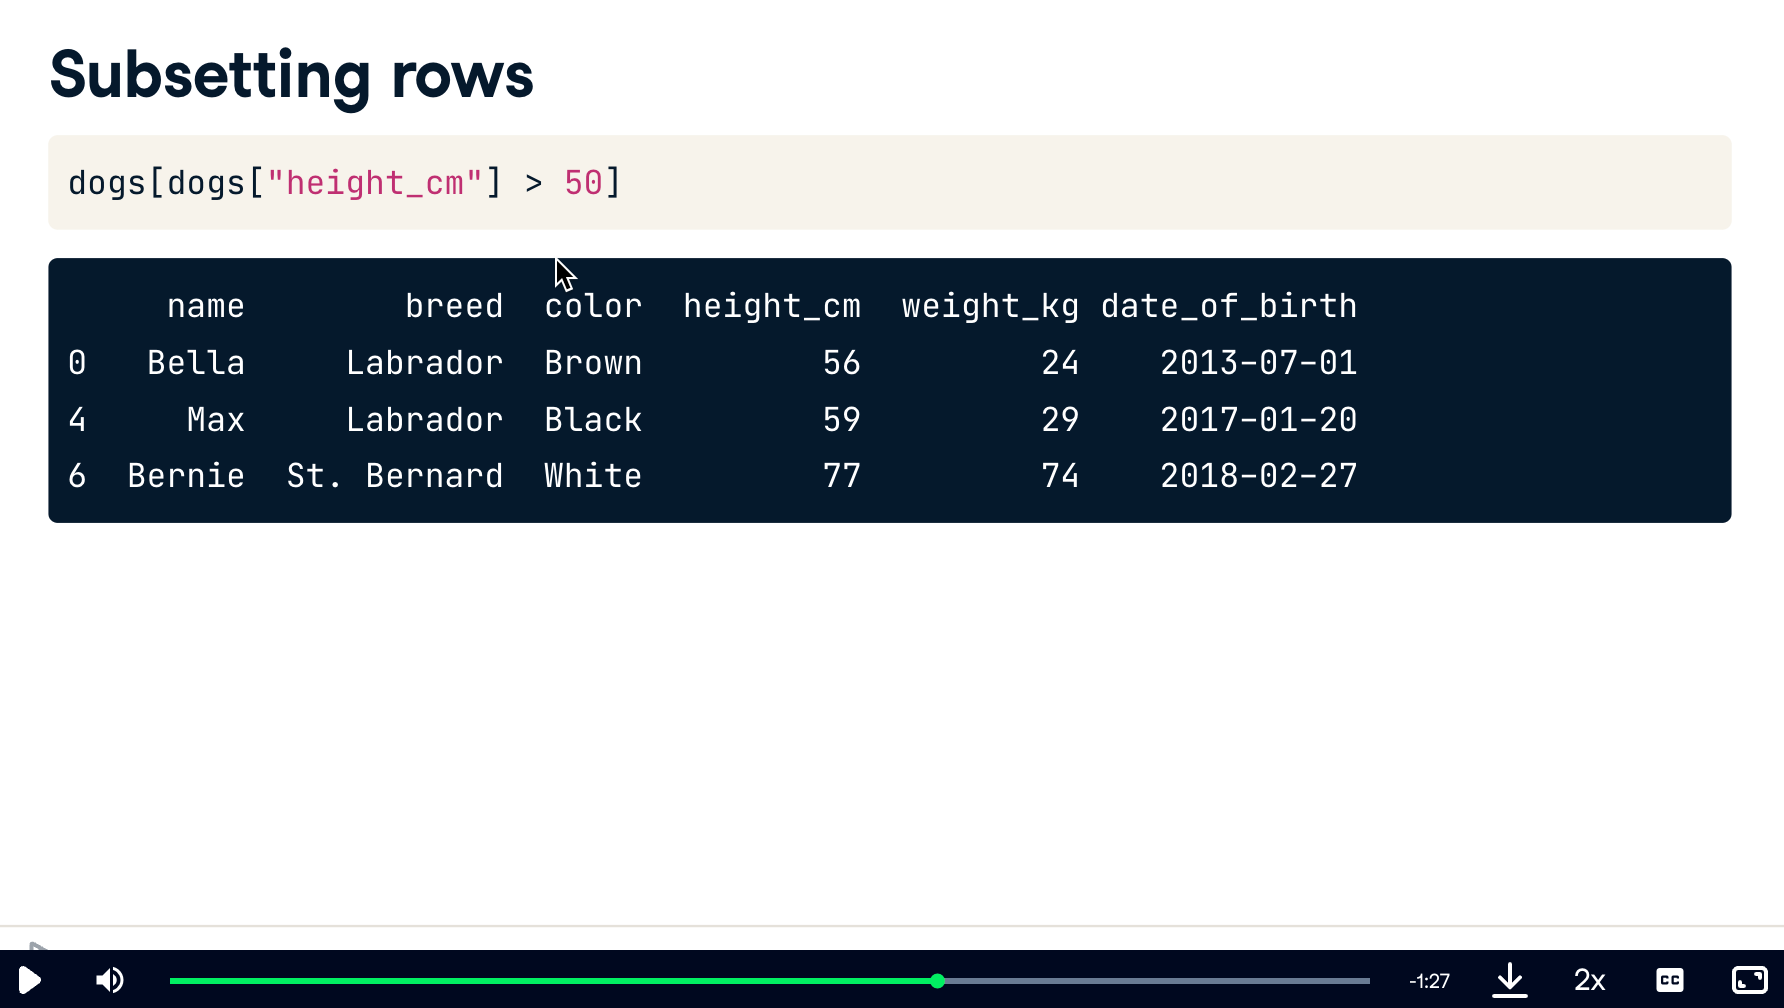 Subsetting rows
dogs[dogs["height_cm"] > 50]
name breed color height_cm weight_kg date_of_birth
0 Bella Labrador Brown 56 24 2013-07-01
4 Max Labrador Black 59 29 2017-01-20
6 Bernie St. Bernard White 77 74 2018-02-27
-1:27 2x CC